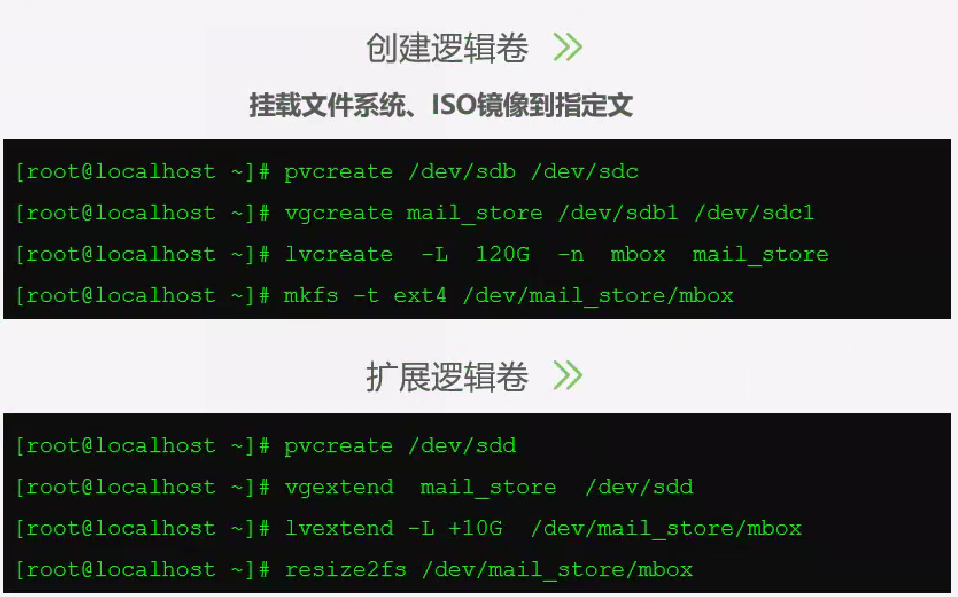 创建逻辑卷
挂载文件系统、ISO镜像到指定文
[root@localhost ~]# pvcreate /dev/sdb /dev/sdc
[root@localhost ~]# vgcreate mail_store /dev/sdb1 /dev/sdc1
[root@localhost ~]# lvcreate -L 120G -n mbox mail_store
[root@localhost ~]# mkfs -t ext4 /dev/mail_store/mbox
扩展逻辑卷
[root@localhost ~]# pvcreate /dev/sdd
[root@localhost ~]# vgextend mail_store /dev/sdd
[root@localhost ~]# lvextend -L +10G /dev/mail_store/mbox
[root@localhost ~]# resize2fs /dev/mail_store/mbox